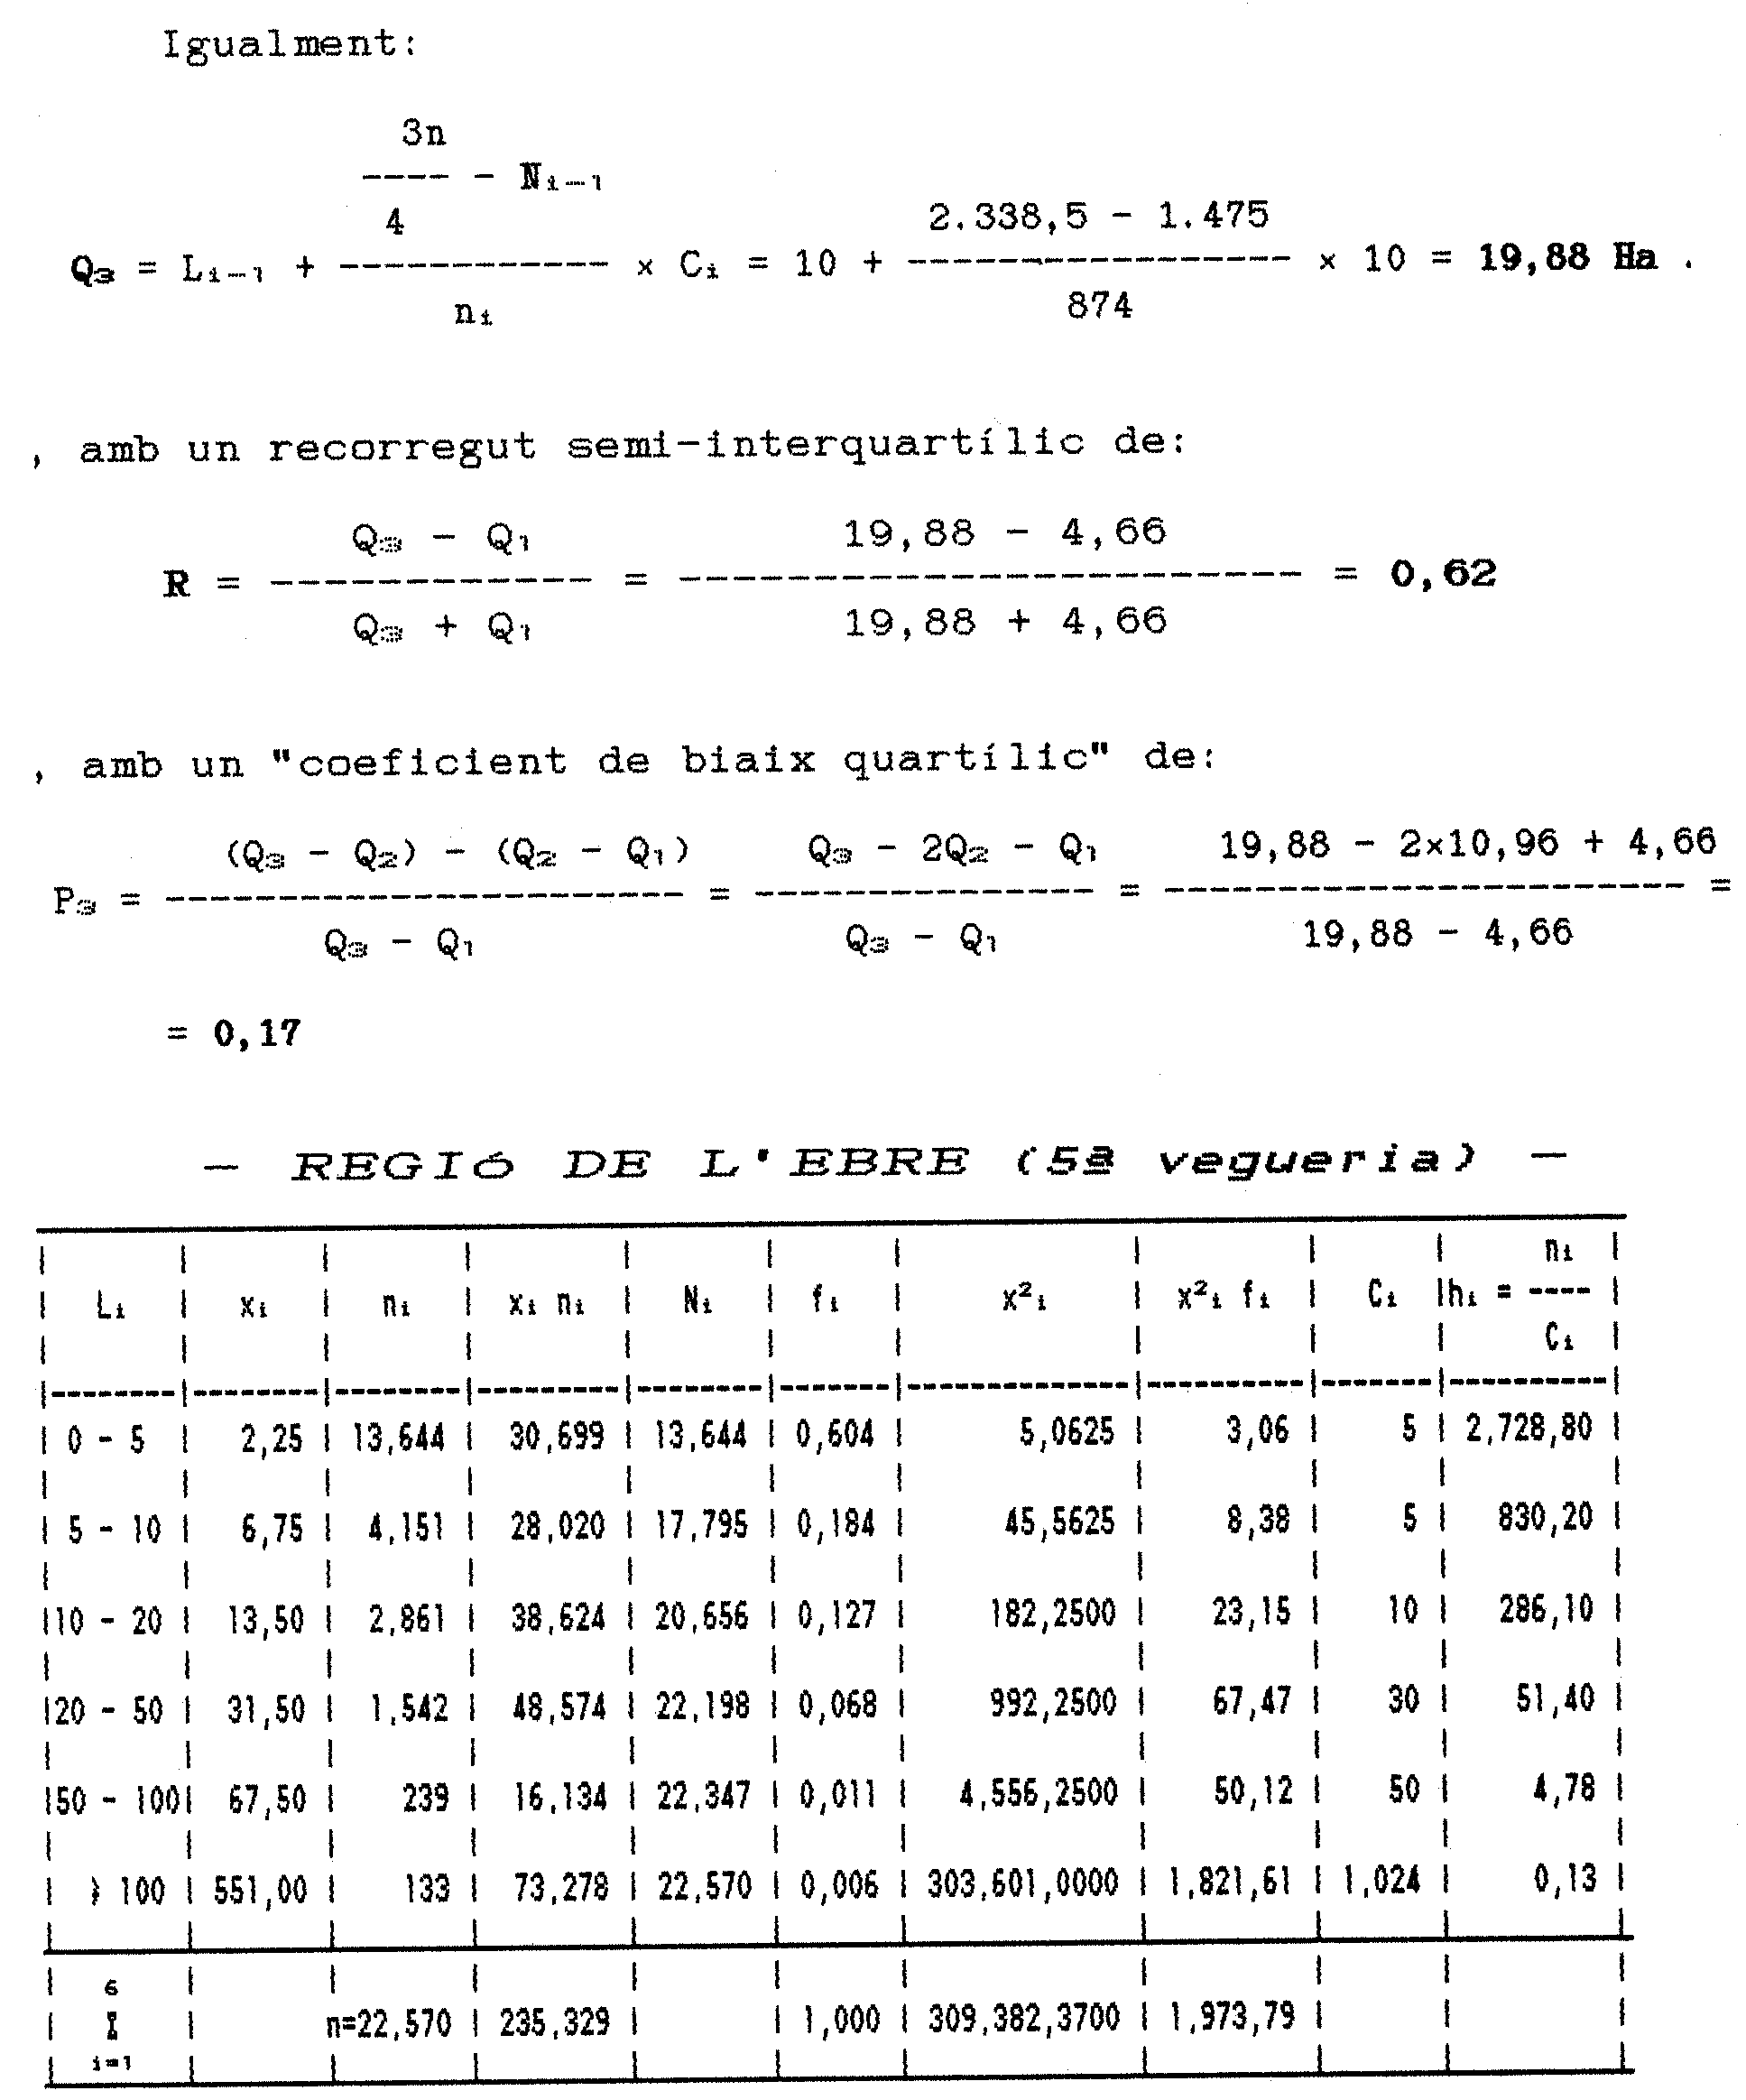 Igualment:
3n
---- - Nᵢ₋₁
4 2.338,5 - 1.475
Q₃ = Lᵢ₋₁ + ------------ x Cᵢ = 10 + ----------------- x 10 = 19,88 Ha .
nᵢ 874
, amb un recorregut semi-interquartílic de:
Q₃ - Q₁ 19,88 - 4,66
R = ------------- = ------------------------ = 0,62
Q₃ + Q₁ 19,88 + 4,66
, amb un "coeficient de biaix quartílic" de:
(Q₃ - Q₂) - (Q₂ - Q₁) Q₃ - 2Q₂ - Q₁ 19,88 - 2x10,96 + 4,66
P₃ = ----------------------- = --------------- = ----------------------- =
Q₃ - Q₁ Q₃ - Q₁ 19,88 - 4,66
= 0,17
- REGIÓ DE L'EBRE (5ª vegueria) -
nᵢ
Lᵢ | xᵢ | nᵢ | xᵢ nᵢ | Nᵢ | fᵢ | x²ᵢ | x²ᵢ fᵢ | Cᵢ | hᵢ = ----
Cᵢ
0 - 5 | 2,25 | 13,644 | 30,699 | 13,644 | 0,604 | 5,0625 | 3,06 | 5 | 2,728,80
5 - 10 | 6,75 | 4,151 | 28,020 | 17,795 | 0,184 | 45,5625 | 8,38 | 5 | 830,20
10 - 20 | 13,50 | 2,861 | 38,624 | 20,656 | 0,127 | 182,2500 | 23,15 | 10 | 286,10
20 - 50 | 31,50 | 1,542 | 48,574 | 22,198 | 0,068 | 992,2500 | 67,47 | 30 | 51,40
50 - 100 | 67,50 | 239 | 16,134 | 22,347 | 0,011 | 4,556,2500 | 50,12 | 50 | 4,78
> 100 | 551,00 | 133 | 73,278 | 22,570 | 0,006 | 303,601,0000 | 1,821,61 | 1,024 | 0,13
6
Σ | n=22,570 | 235,329 | 1,000 | 309,382,3700 | 1,973,79
i=1